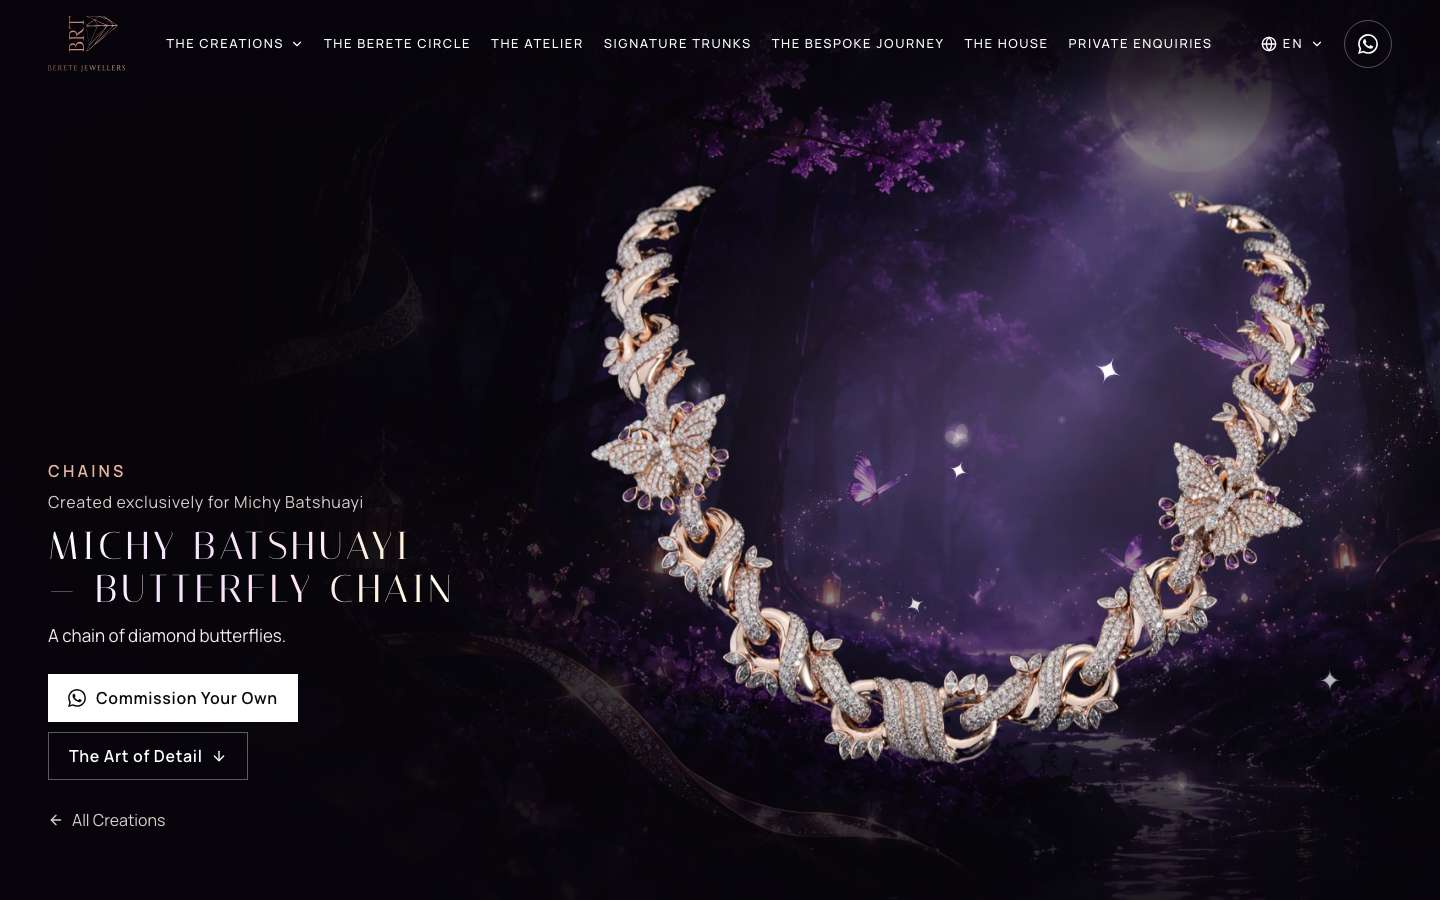 BRT
BERETE JEWELLERS
THE CREATIONS
THE BERETE CIRCLE
THE ATELIER
SIGNATURE TRUNKS
THE BESPOKE JOURNEY
THE HOUSE
PRIVATE ENQUIRIES
EN
CHAINS
Created exclusively for Michy Batshuayi
MICHY BATSHUAYI
— BUTTERFLY CHAIN
A chain of diamond butterflies.
Commission Your Own
The Art of Detail ↓
← All Creations